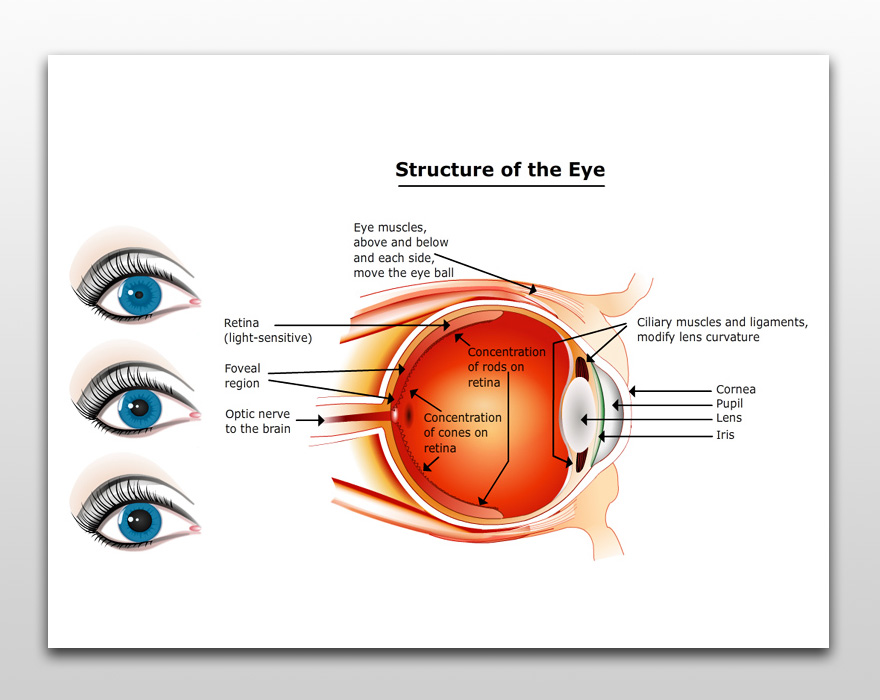 Structure of the Eye
Eye muscles,
above and below
and each side,
move the eye ball
Retina
(light-sensitive)
Foveal
region
Optic nerve
to the brain
Concentration
of rods on
retina
Concentration
of cones on
retina
Ciliary muscles and ligaments,
modify lens curvature
Cornea
Pupil
Lens
Iris